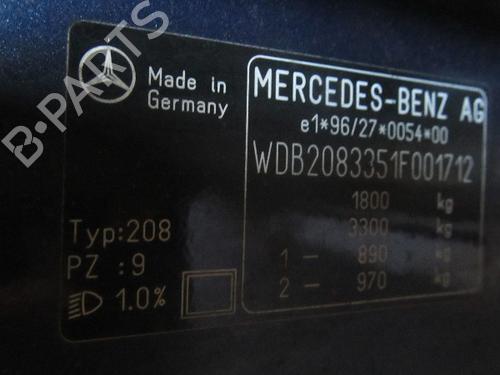 B-PARTS
Made in
Germany
MERCEDES-BENZ AG
e1*96/27*0054*00
WDB2083351F001712
1800 kg
3300 kg
1 — 890 kg
2 — 970 kg
Typ:208
PZ :9
1.0%